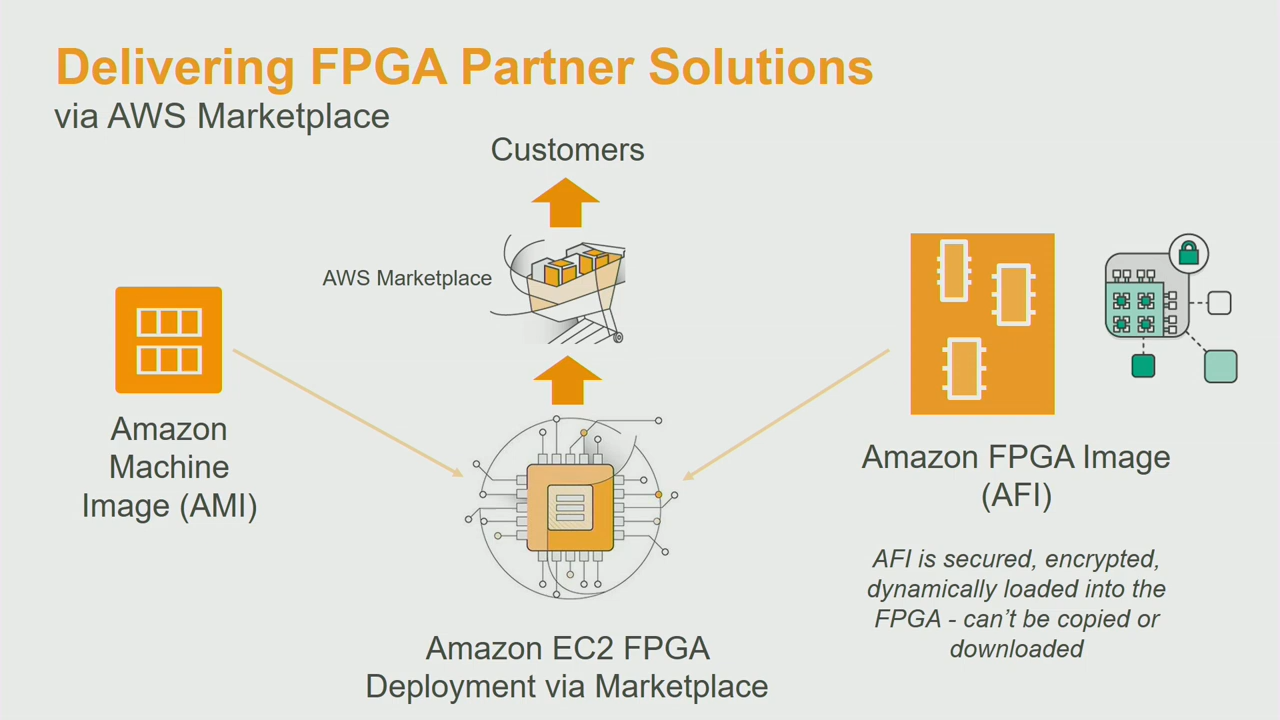 Delivering FPGA Partner Solutions
via AWS Marketplace
Customers
AWS Marketplace
Amazon
Machine
Image (AMI)
Amazon FPGA Image
(AFI)
AFI is secured, encrypted,
dynamically loaded into the
FPGA - can't be copied or
downloaded
Amazon EC2 FPGA
Deployment via Marketplace